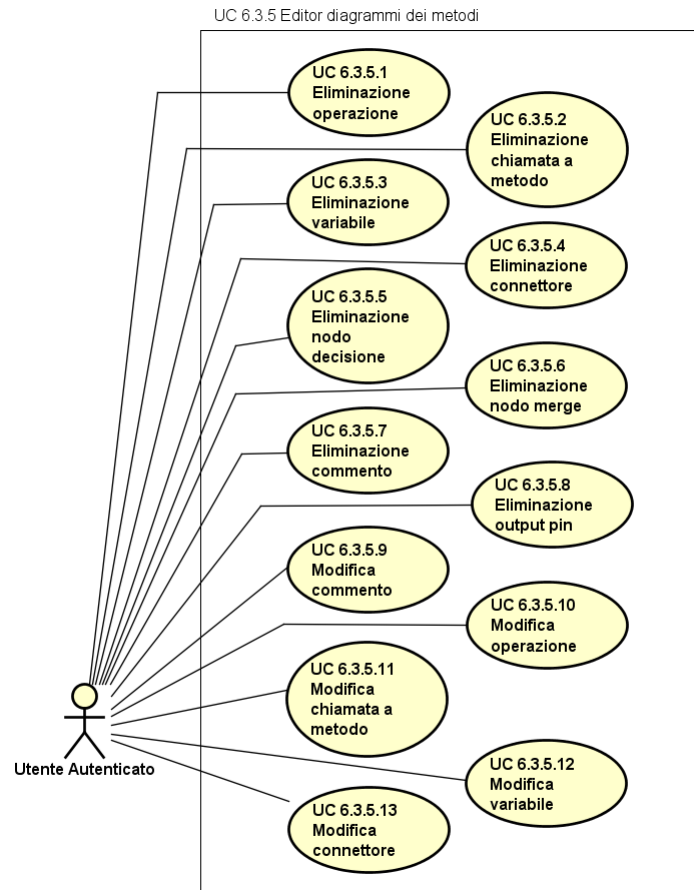 UC 6.3.5 Editor diagrammi dei metodi
UC 6.3.5.1
Eliminazione
operazione
UC 6.3.5.2
Eliminazione
chiamata a
metodo
UC 6.3.5.3
Eliminazione
variabile
UC 6.3.5.4
Eliminazione
connettore
UC 6.3.5.5
Eliminazione
nodo
decisione
UC 6.3.5.6
Eliminazione
nodo merge
UC 6.3.5.7
Eliminazione
commento
UC 6.3.5.8
Eliminazione
output pin
UC 6.3.5.9
Modifica
commento
UC 6.3.5.10
Modifica
operazione
UC 6.3.5.11
Modifica
chiamata a
metodo
Utente Autenticato
UC 6.3.5.12
Modifica
variabile
UC 6.3.5.13
Modifica
connettore